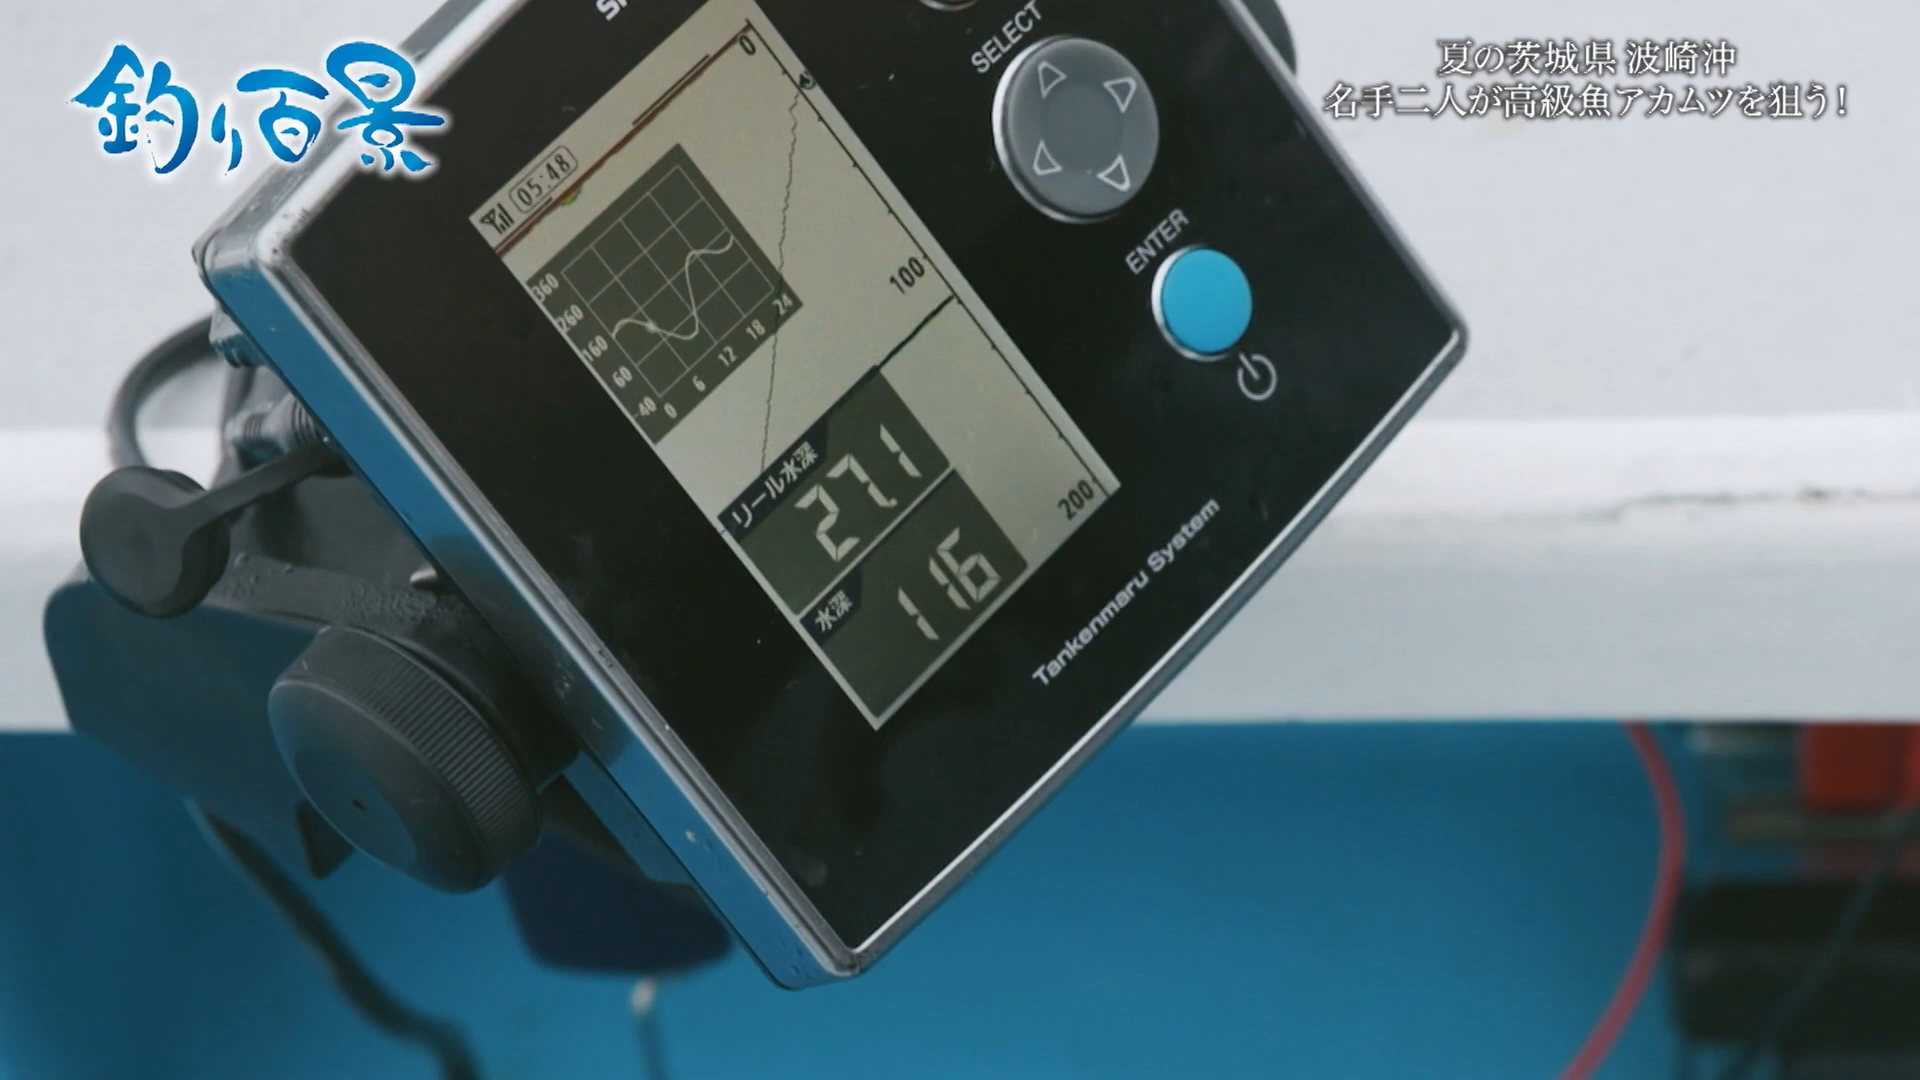 釣り百景
夏の茨城県 波崎沖
名手二人が高級魚アカムツを狙う!
SELECT
ENTER
05:48
0
100
200
360
260
160
60
-40
0
6
12
18
24
リール水深
271
水深
116
Tankenmaru System